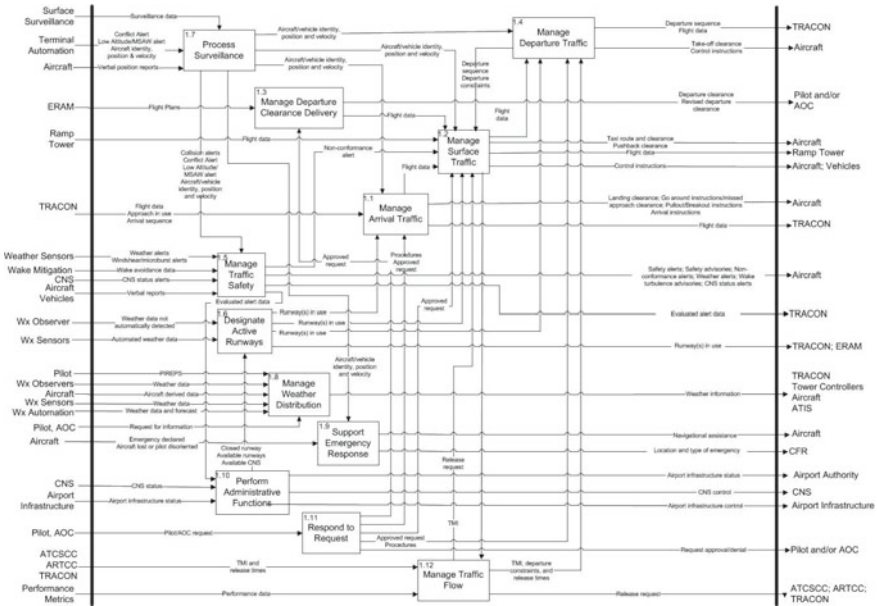 Surface
Surveillance
Surveillance data
Terminal
Automation
Conflict Alert
Low Altitude/MSAW alert
Aircraft identity,
position & velocity
Aircraft
Verbal position reports
1.7
Process
Surveillance
Aircraft/vehicle identity,
position and velocity
Aircraft/vehicle identity,
position and velocity
Aircraft/vehicle identity,
position and velocity
1.4
Manage
Departure Traffic
Departure sequence
Flight data
TRACON
Take-off clearance
Control instructions
Aircraft
Departure
sequence
Departure
constraints
ERAM
Flight Plans
1.3
Manage Departure
Clearance Delivery
Departure clearance
Revised departure
clearance
Pilot and/or
AOC
Flight data
Flight
data
Ramp
Tower
Flight data
1.2
Manage
Surface
Traffic
Taxi route and clearance
Pushback clearance
Aircraft
Flight data
Ramp Tower
Control instructions
Aircraft; Vehicles
Collision alerts
Conflict Alert
Low Altitude/
MSAW alert
Aircraft/vehicle
identity, position
and velocity
Non-conformance
alert
Flight
data
TRACON
Flight data
Approach in use
Arrival sequence
1.1
Manage
Arrival Traffic
Landing clearance; Go around instructions/missed
approach clearance; Pullout/Breakout instructions
Arrival instructions
Aircraft
Flight data
TRACON
Weather Sensors
Weather alerts
Windshear/microburst alerts
Wake Mitigation
Wake avoidance data
CNS
CNS status alerts
Aircraft
Vehicles
Verbal reports
1.5
Manage
Traffic
Safety
Approved
request
Procedures
Approved
request
Safety alerts; Safety advisories; Non-
conformance alerts; Weather alerts; Wake
turbulence advisories; CNS status alerts
Aircraft
Evaluated alert data
Approved
request
Evaluated alert data
TRACON
Wx Observer
Weather data not
automatically detected
Wx Sensors
Automated weather data
1.6
Designate
Active
Runways
Runway(s) in use
Runway(s) in use
Runway(s) in use
Runway(s) in use
TRACON; ERAM
Aircraft/vehicle
identity, position
and velocity
Pilot
PIREPS
Wx Observers
Weather data
Aircraft
Aircraft derived data
Wx Sensors
Weather data
Wx Automation
Weather data and forecast
Pilot, AOC
Request for information
1.8
Manage
Weather
Distribution
Weather information
TRACON
Tower Controllers
Aircraft
ATIS
Aircraft
Emergency declared
Aircraft lost or pilot disoriented
1.9
Support
Emergency
Response
Navigational assistance
Aircraft
Location and type of emergency
CFR
Closed runway
Available runways
Available CNS
Release
request
CNS
CNS status
Airport
Infrastructure
Airport infrastructure status
1.10
Perform
Administrative
Functions
Airport infrastructure status
Airport Authority
CNS control
CNS
Airport infrastructure control
Airport Infrastructure
Pilot, AOC
Pilot/AOC request
1.11
Respond to
Request
TMI
Approved request
Procedures
Request approval/denial
Pilot and/or AOC
ATCSCC
ARTCC
TRACON
TMI and
release times
1.12
Manage Traffic
Flow
TMI, departure
constraints, and
release times
Performance
Metrics
Performance data
Release request
ATCSCC; ARTCC;
TRACON